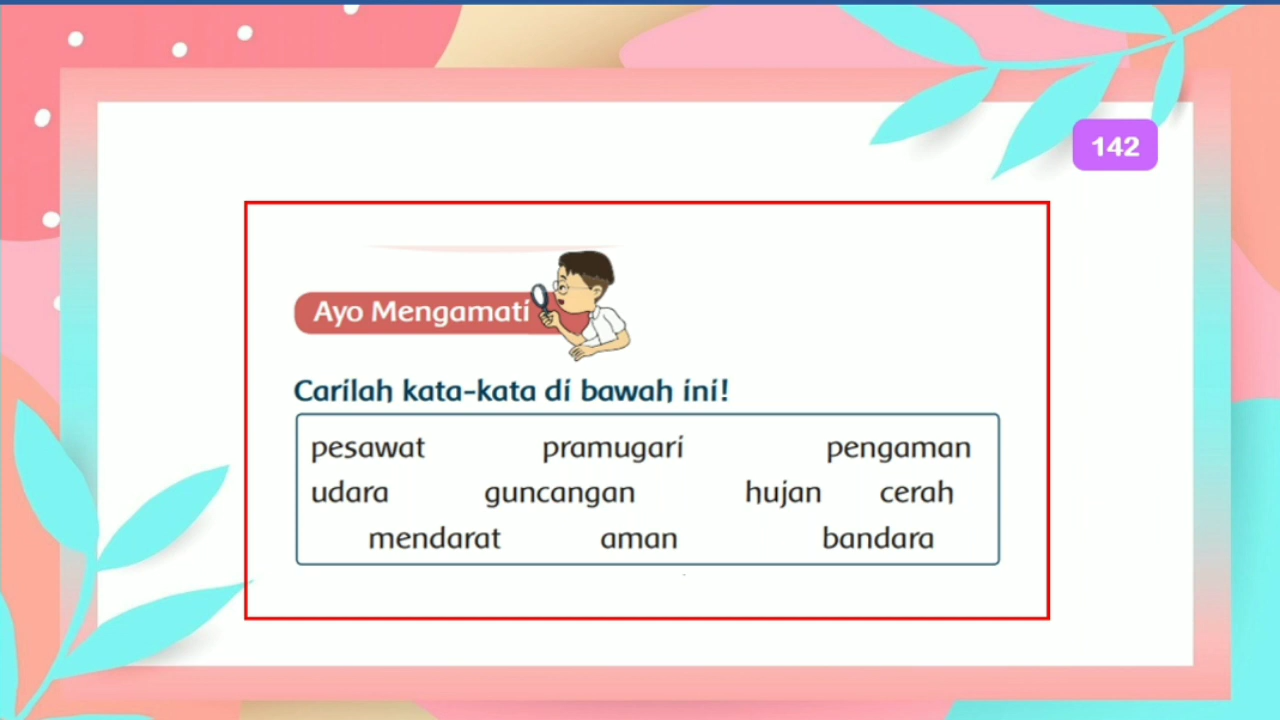 142
Ayo Mengamati
Carilah kata-kata di bawah ini!
pesawat pramugari pengaman
udara guncangan hujan cerah
mendarat aman bandara